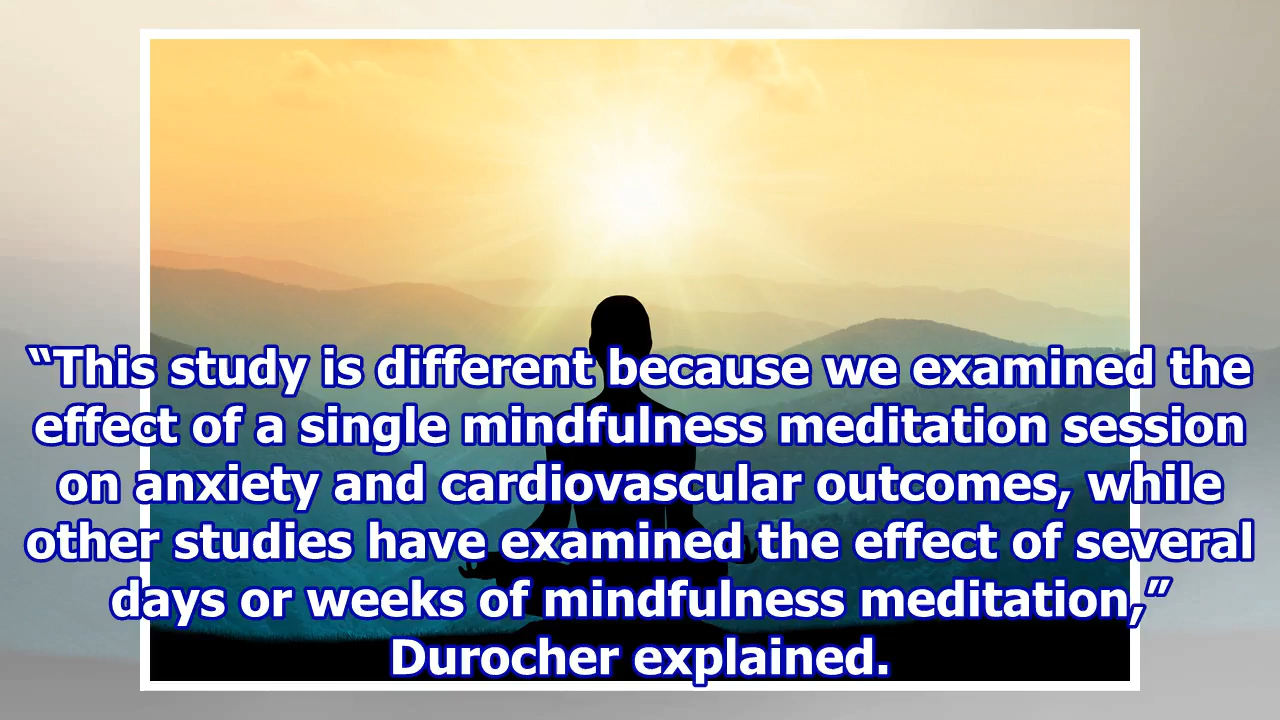 “This study is different because we examined the
effect of a single mindfulness meditation session
on anxiety and cardiovascular outcomes, while
other studies have examined the effect of several
days or weeks of mindfulness meditation,”
Durocher explained.